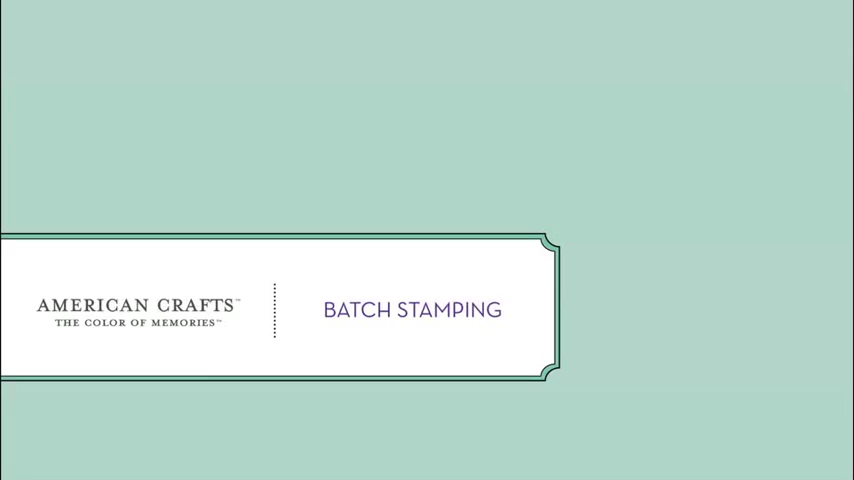 AMERICAN CRAFTS™
THE COLOR OF MEMORIES™
BATCH STAMPING